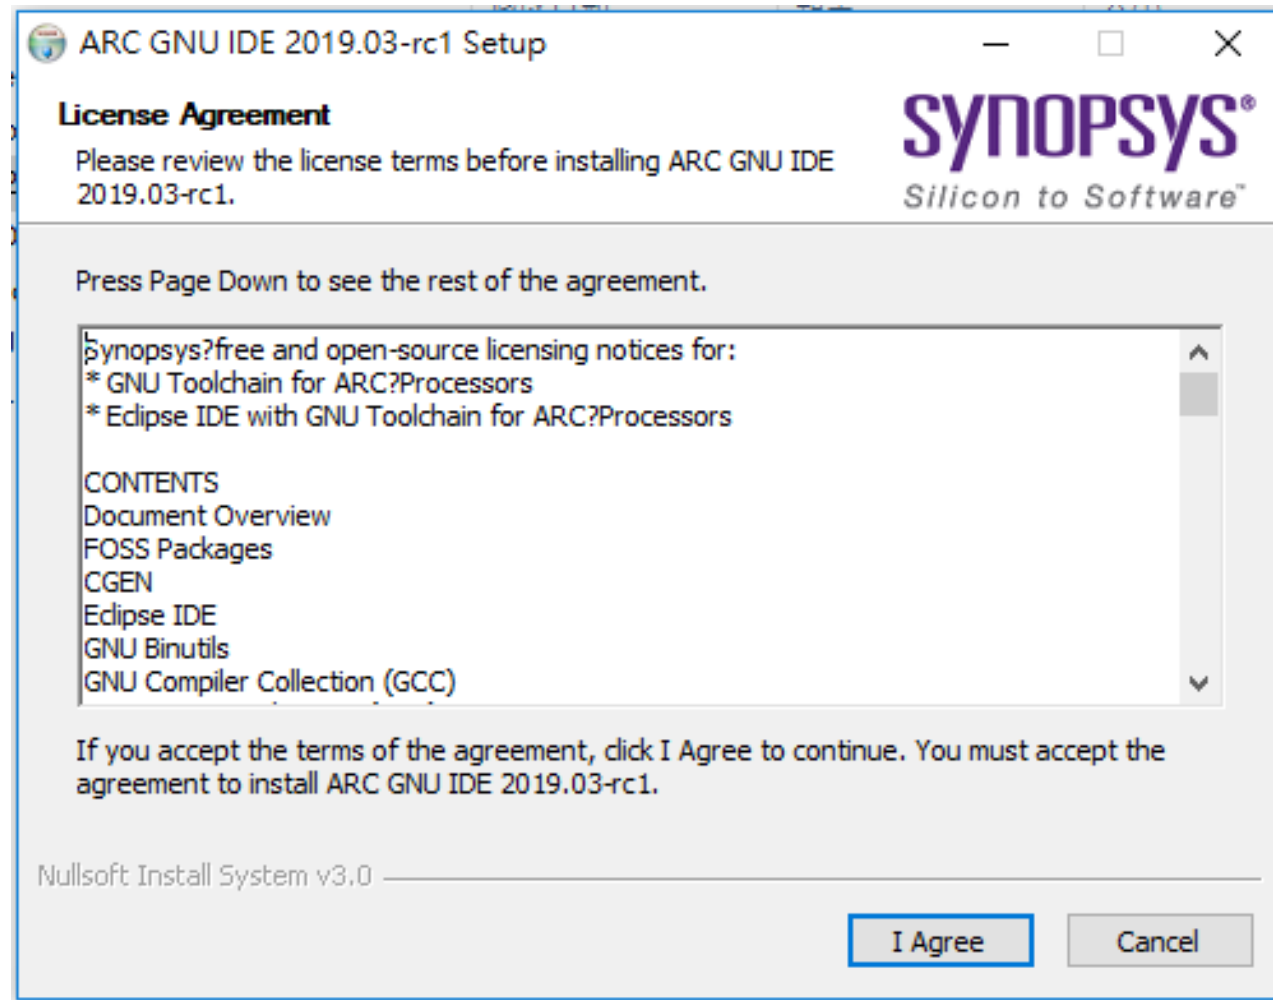 ARC GNU IDE 2019.03-rc1 Setup
License Agreement
Please review the license terms before installing ARC GNU IDE
2019.03-rc1.
SYNOPSYS®
Silicon to Software™
Press Page Down to see the rest of the agreement.
Synopsys?free and open-source licensing notices for:
* GNU Toolchain for ARC?Processors
* Eclipse IDE with GNU Toolchain for ARC?Processors
CONTENTS
Document Overview
FOSS Packages
CGEN
Eclipse IDE
GNU Binutils
GNU Compiler Collection (GCC)
If you accept the terms of the agreement, click I Agree to continue. You must accept the
agreement to install ARC GNU IDE 2019.03-rc1.
Nullsoft Install System v3.0
I Agree
Cancel